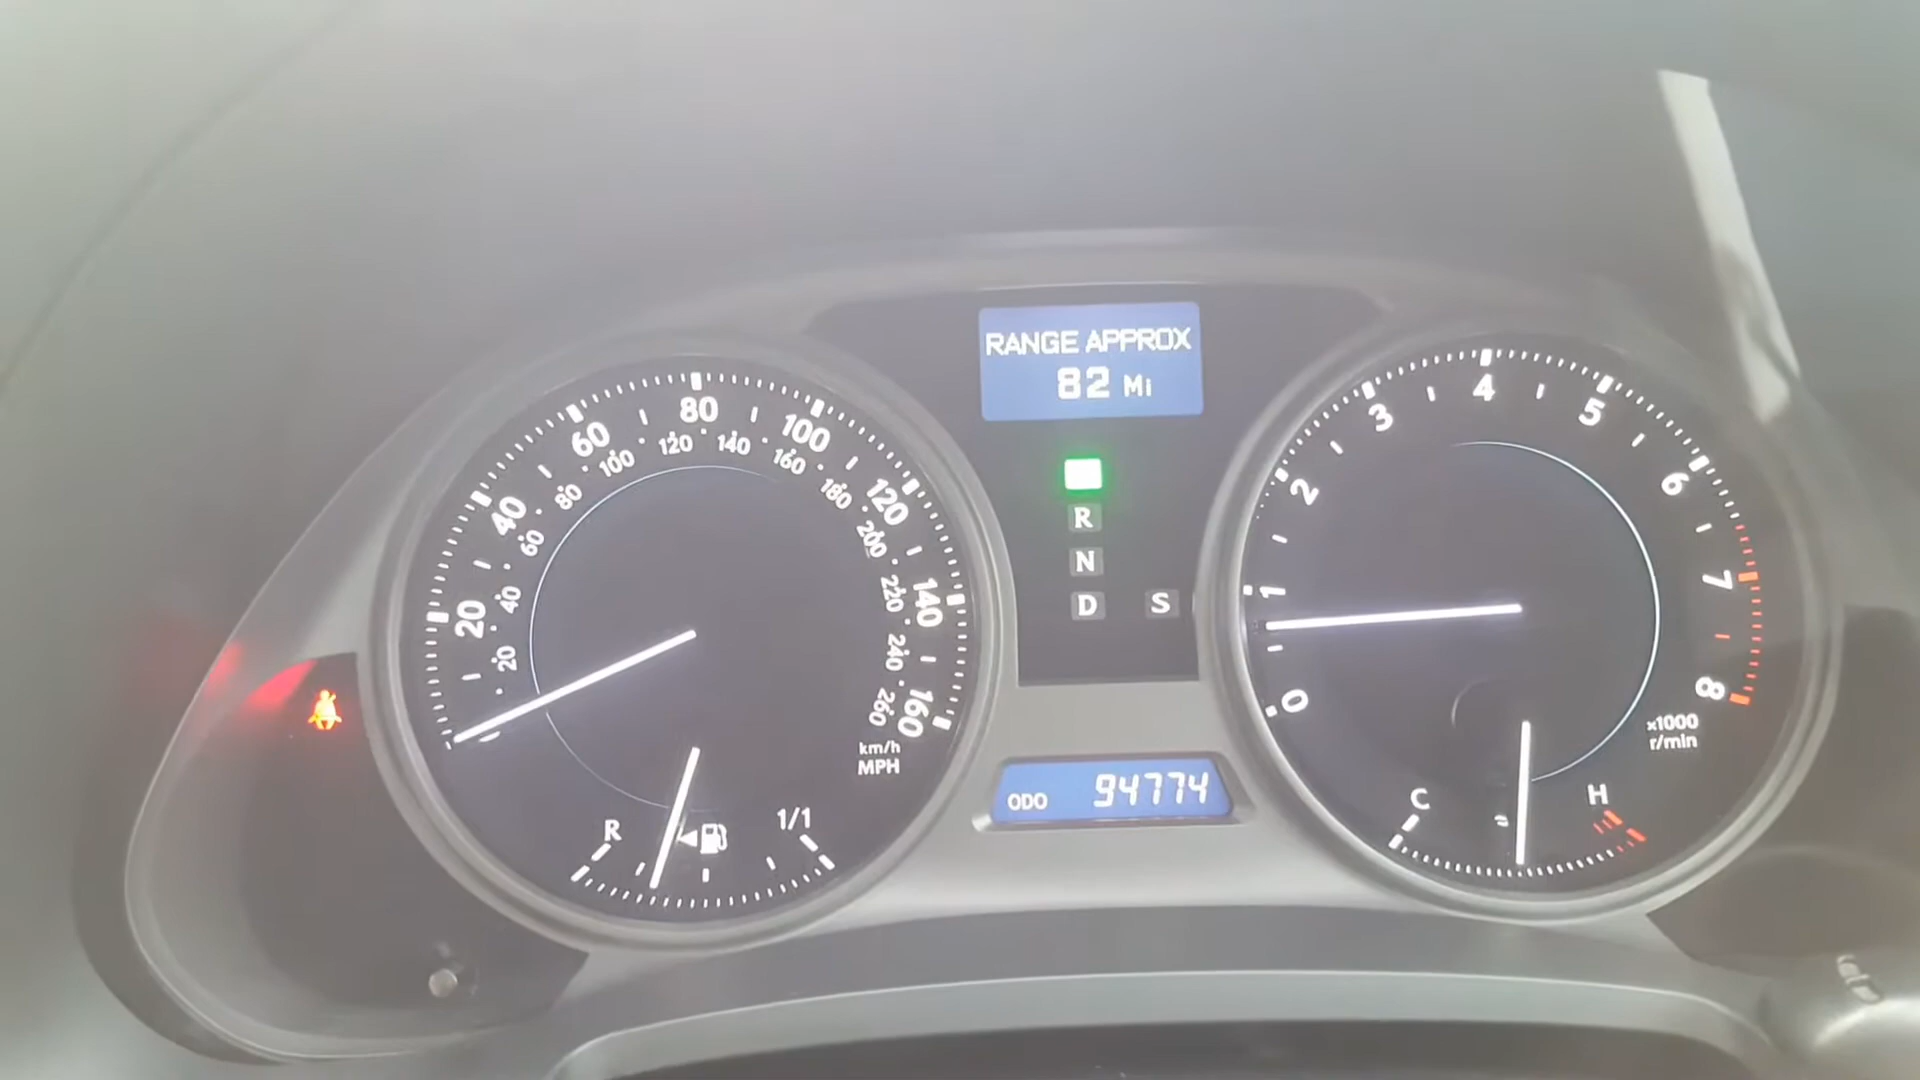 RANGE APPROX
82 Mi
R
N
D S
20 40 60 80 100 120 140 160
20 40 60 80 100 120 140 160 180 200 220 240 260
km/h
MPH
R 1/1
ODO 94774
0 1 2 3 4 5 6 7 8
x1000
r/min
C H